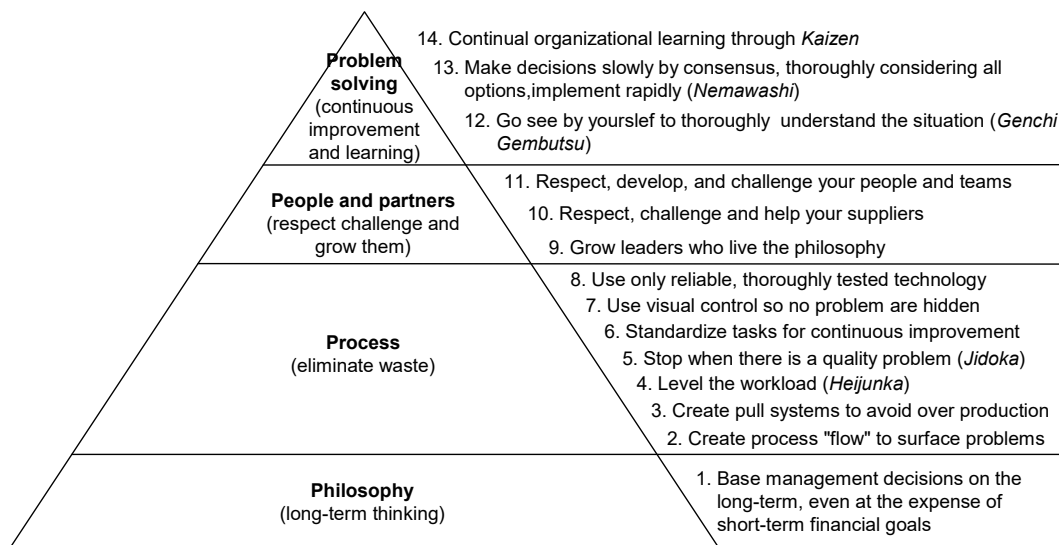 14. Continual organizational learning through Kaizen
Problem
solving
(continuous
improvement
and learning)
13. Make decisions slowly by consensus, thoroughly considering all
options,implement rapidly (Nemawashi)
12. Go see by yourslef to thoroughly understand the situation (Genchi
Gembutsu)
People and partners
(respect challenge and
grow them)
11. Respect, develop, and challenge your people and teams
10. Respect, challenge and help your suppliers
9. Grow leaders who live the philosophy
Process
(eliminate waste)
8. Use only reliable, thoroughly tested technology
7. Use visual control so no problem are hidden
6. Standardize tasks for continuous improvement
5. Stop when there is a quality problem (Jidoka)
4. Level the workload (Heijunka)
3. Create pull systems to avoid over production
2. Create process "flow" to surface problems
Philosophy
(long-term thinking)
1. Base management decisions on the
long-term, even at the expense of
short-term financial goals